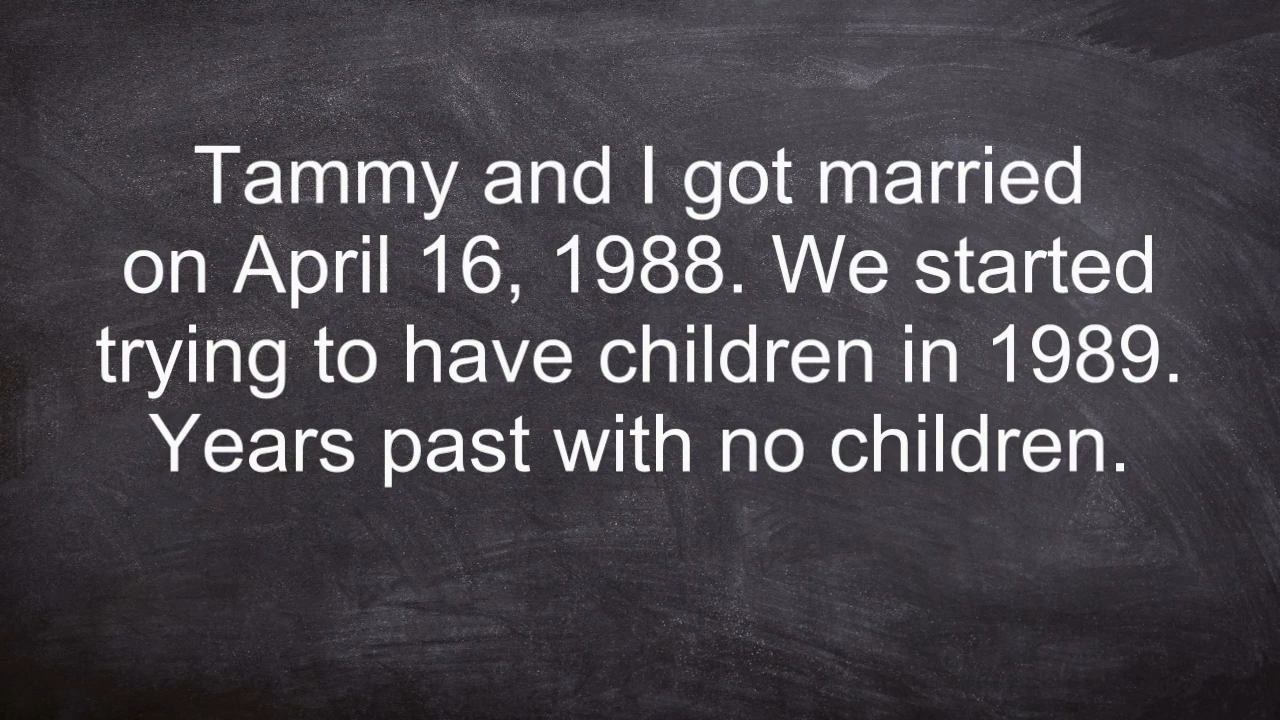 Tammy and I got married
on April 16, 1988. We started
trying to have children in 1989.
Years past with no children.